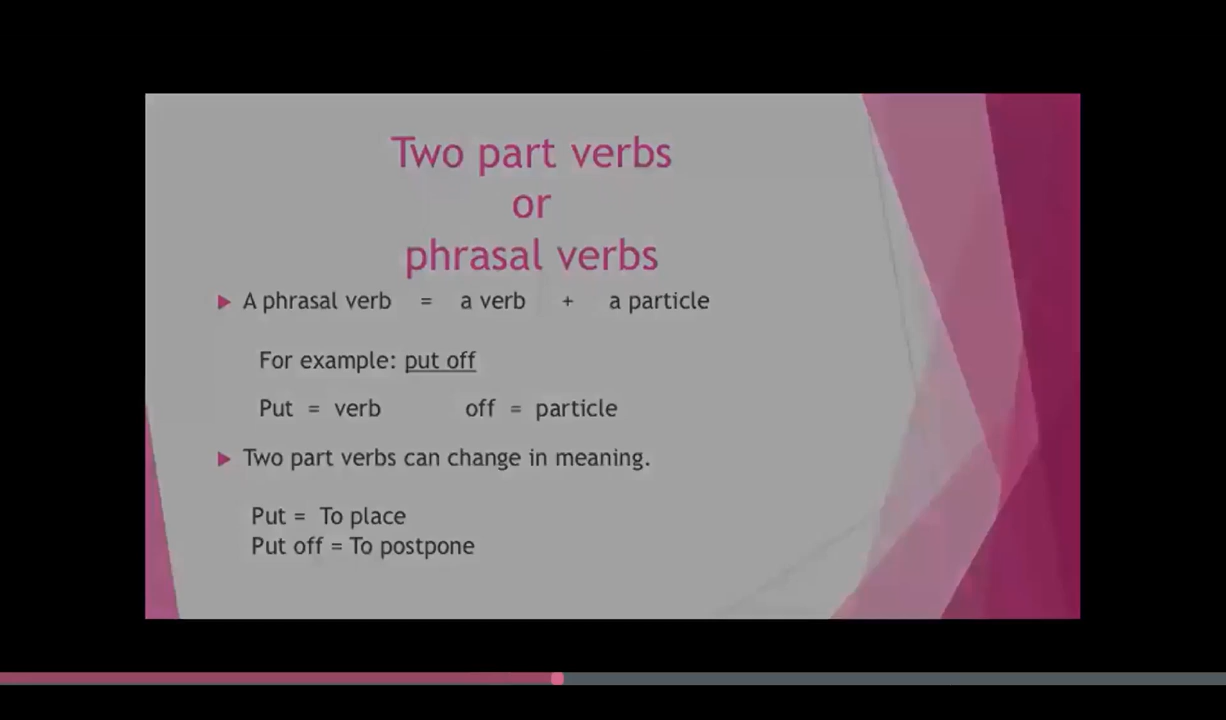 Two part verbs
or
phrasal verbs
A phrasal verb = a verb + a particle
For example: put off
Put = verb off = particle
Two part verbs can change in meaning.
Put = To place
Put off = To postpone